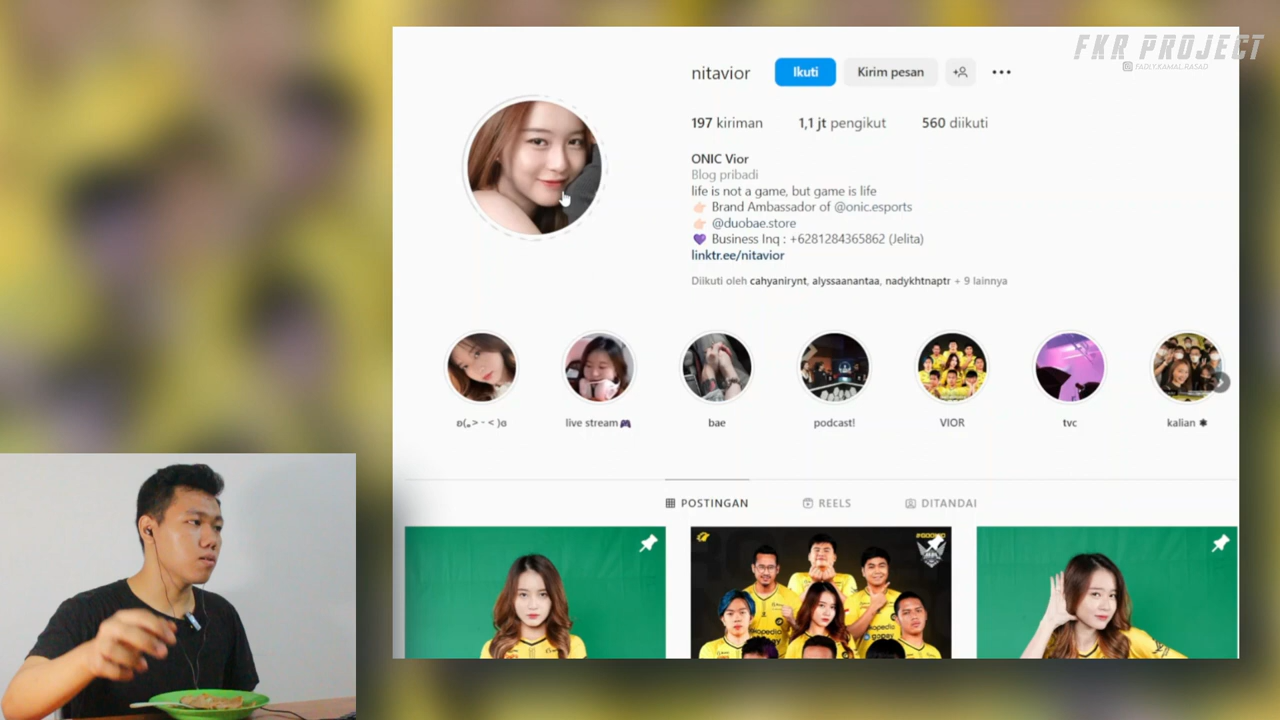 FKR PROJECT
FADLY.KAMAL.RASAD
nitavior
Ikuti
Kirim pesan
197 kiriman
1,1 jt pengikut
560 diikuti
ONIC Vior
Blog pribadi
life is not a game, but game is life
👉🏻 Brand Ambassador of @onic.esports
👉🏻 @duobae.store
💜 Business Inq : +6281284365862 (Jelita)
linktr.ee/nitavior
Diikuti oleh cahyanirynt, alyssaanantaa, nadykhtnaptr + 9 lainnya
live stream🎮
bae
podcast!
VIOR
tvc
kalian ✱
POSTINGAN
REELS
DITANDAI
gopay